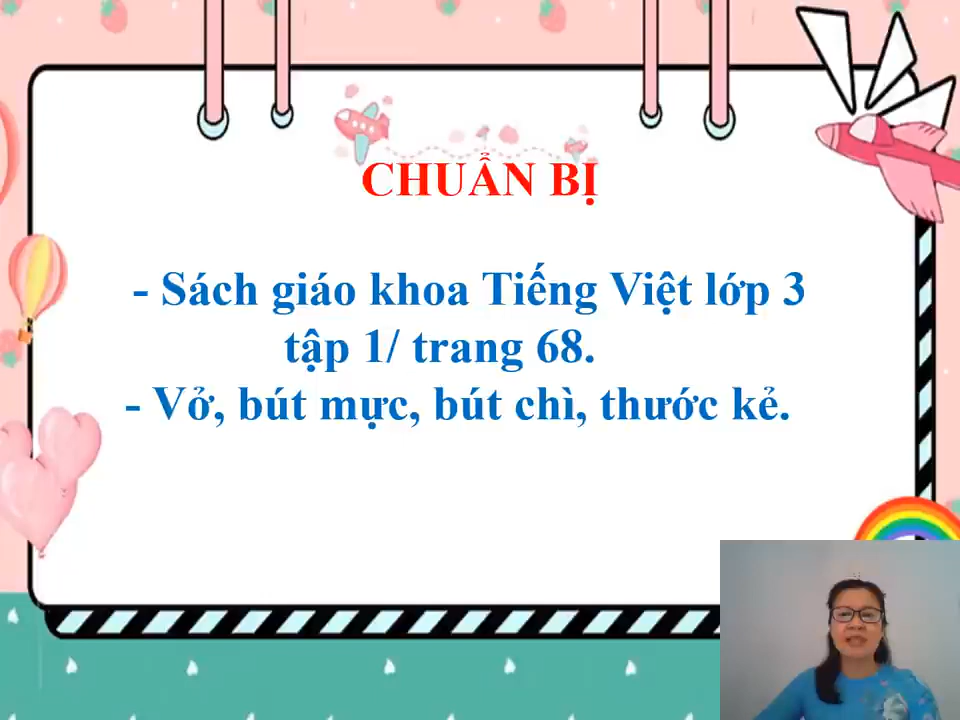 CHUẨN BỊ
- Sách giáo khoa Tiếng Việt lớp 3
tập 1/ trang 68.
- Vở, bút mực, bút chì, thước kẻ.